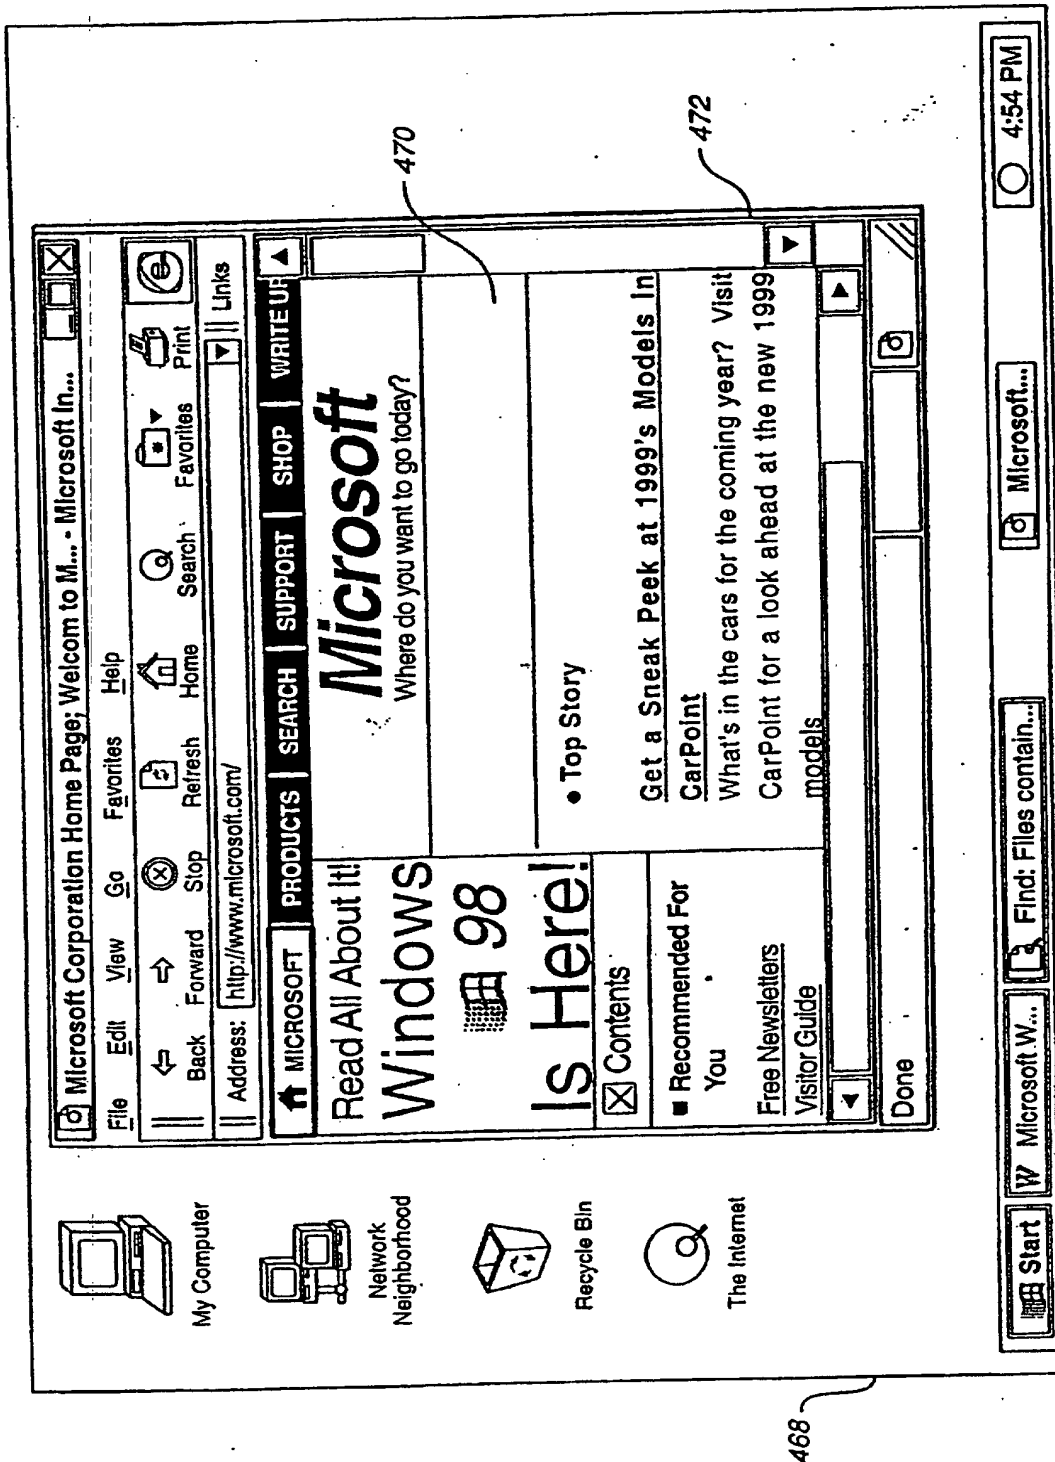 Microsoft Corporation Home Page; Welcom to M... - Microsoft In...
File Edit View Go Favorites Help
Back Forward Stop Refresh Home Search Favorites Print
Address: http://www.microsoft.com/ Links
MICROSOFT PRODUCTS SEARCH SUPPORT SHOP WRITE US
Read All About It!
Windows
98
Is Here!
Contents
■ Recommended For
You
Free Newsletters
Visitor Guide
Microsoft
Where do you want to go today?
• Top Story
Get a Sneak Peek at 1999's Models In
CarPoint
What's in the cars for the coming year? Visit
CarPoint for a look ahead at the new 1999
models
Done
My Computer
Network
Neighborhood
Recycle Bin
The Internet
Start W Microsoft W... Find: Files contain... Microsoft... 4:54 PM
468
470
472